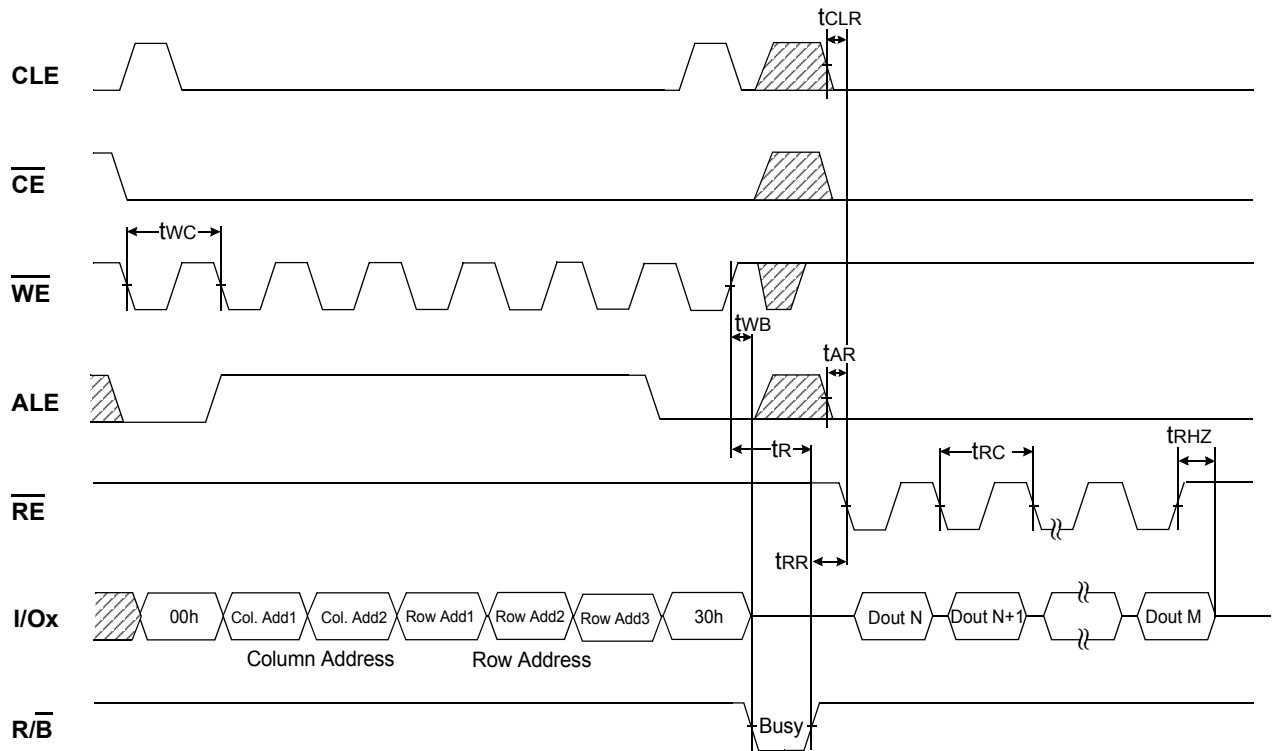 tCLR
CLE
CE
tWC
WE
tWB
tAR
ALE
tR
tRC
tRHZ
RE
tRR
I/Ox
00h
Col. Add1
Col. Add2
Row Add1
Row Add2
Row Add3
30h
Dout N
Dout N+1
Dout M
Column Address
Row Address
R/B
Busy